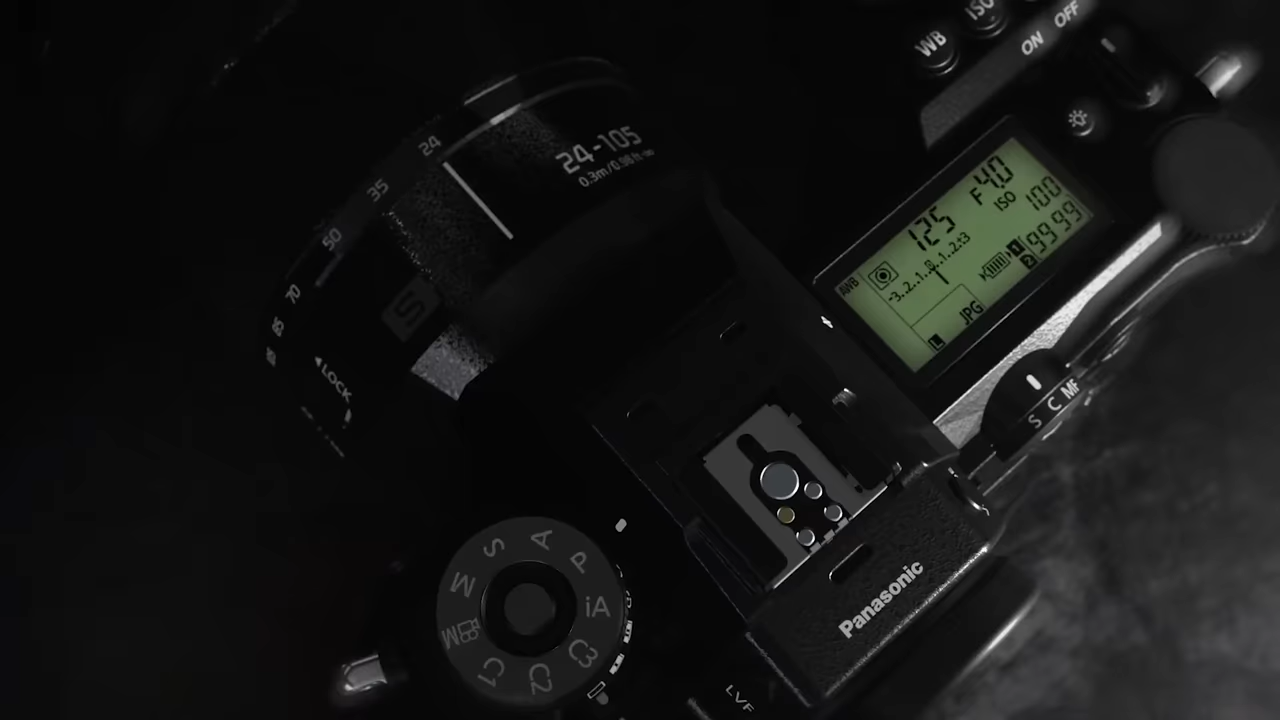 WB
ISO
ON OFF
24-105
0.3m/0.98ft-∞
24
35
50
70
85
LOCK
S
125 F4.0
ISO 100
AWB
-3..2..1..0..1..2.+3
1
2
9999
L
JPG
S C MF
Panasonic
LVF
iA
P
A
S
M
M
C1
C2
C3